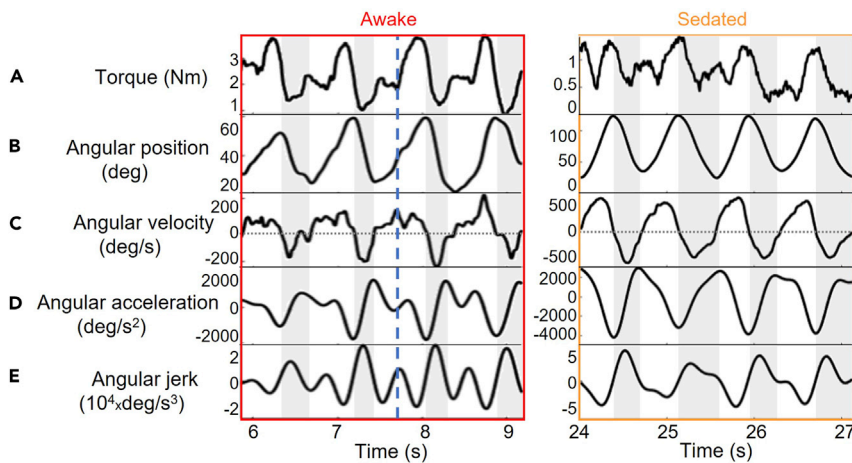 Awake
Sedated
A
Torque (Nm)
3
2
1
1
0.5
0
B
Angular position
(deg)
60
40
20
100
50
0
C
Angular velocity
(deg/s)
200
0
-200
500
0
-500
D
Angular acceleration
(deg/s²)
2000
0
-2000
2000
0
-2000
-4000
E
Angular jerk
(10⁴xdeg/s³)
2
0
-2
5
0
-5
6 7 8 9
24 25 26 27
Time (s)
Time (s)